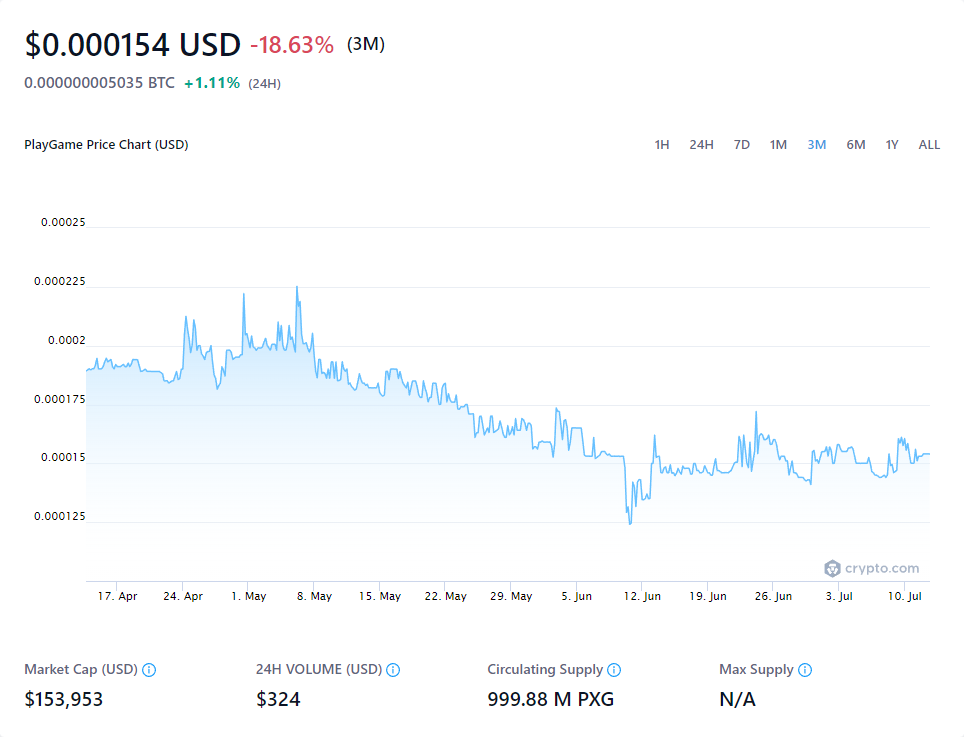 $0.000154 USD -18.63% (3M)
0.000000005035 BTC +1.11% (24H)
PlayGame Price Chart (USD) 1H 24H 7D 1M 3M 6M 1Y ALL
0.00025
0.000225
0.0002
0.000175
0.00015
0.000125
crypto.com
17. Apr 24. Apr 1. May 8. May 15. May 22. May 29. May 5. Jun 12. Jun 19. Jun 26. Jun 3. Jul 10. Jul
Market Cap (USD) 24H VOLUME (USD) Circulating Supply Max Supply
$153,953 $324 999.88 M PXG N/A